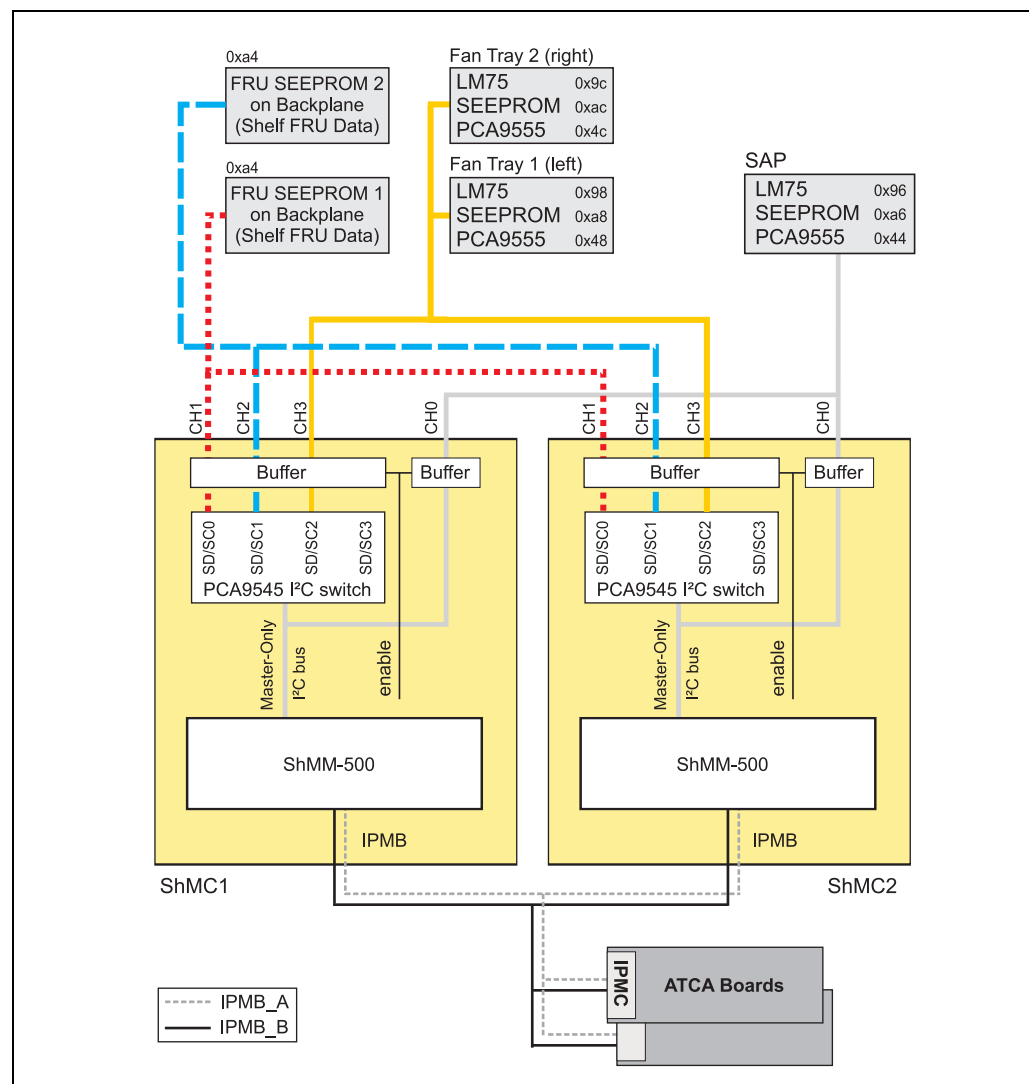 0xa4
FRU SEEPROM 2
on Backplane
(Shelf FRU Data)
Fan Tray 2 (right)
LM75 0x9c
SEEPROM 0xac
PCA9555 0x4c
0xa4
FRU SEEPROM 1
on Backplane
(Shelf FRU Data)
Fan Tray 1 (left)
LM75 0x98
SEEPROM 0xa8
PCA9555 0x48
SAP
LM75 0x96
SEEPROM 0xa6
PCA9555 0x44
CH1
CH2
CH3
CH0
CH1
CH2
CH3
CH0
Buffer
Buffer
Buffer
Buffer
SD/SC0
SD/SC1
SD/SC2
SD/SC3
PCA9545 I²C switch
SD/SC0
SD/SC1
SD/SC2
SD/SC3
PCA9545 I²C switch
Master-Only
I²C bus
enable
Master-Only
I²C bus
enable
ShMM-500
ShMM-500
IPMB
IPMB
ShMC1
ShMC2
IPMC
ATCA Boards
IPMB_A
IPMB_B